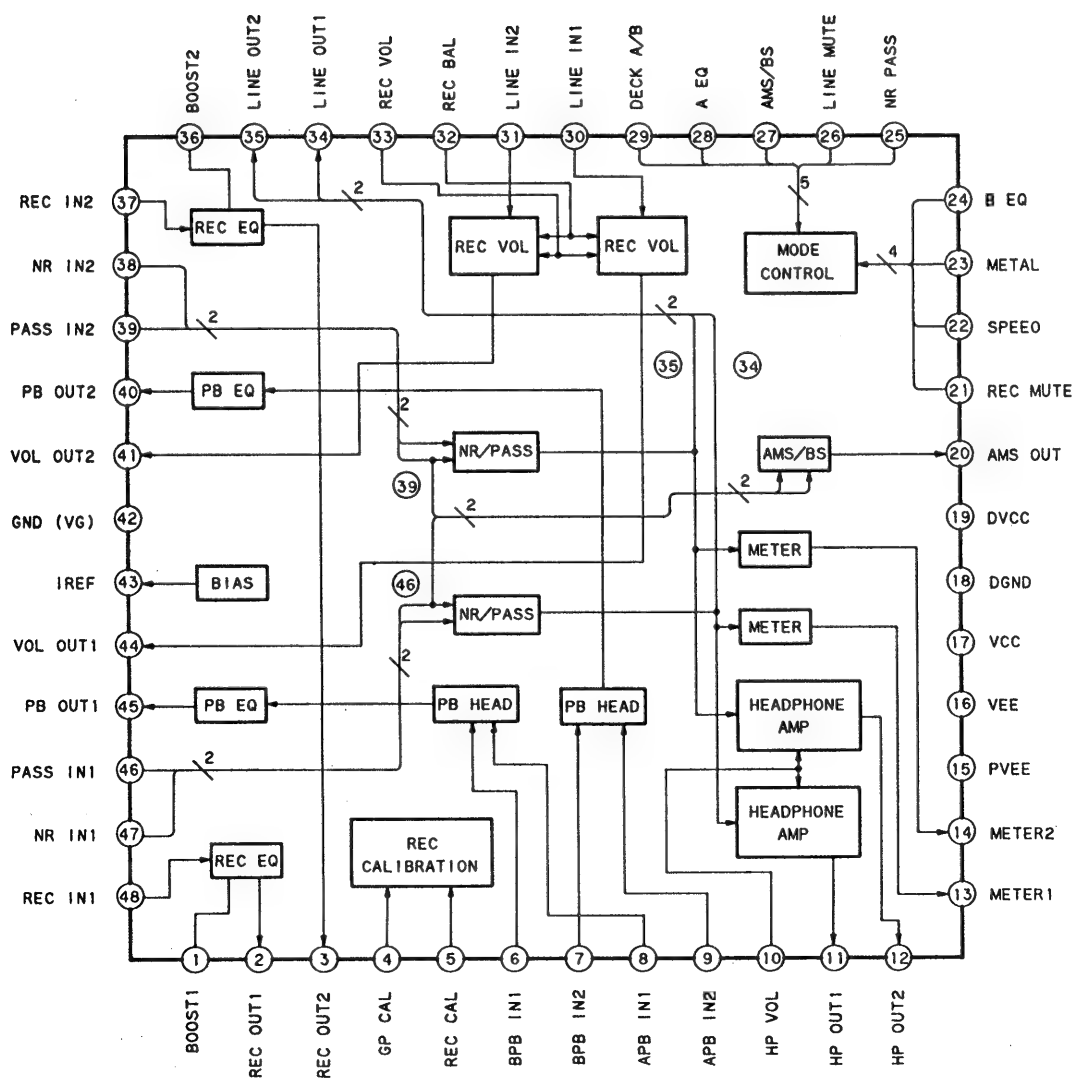 BOOST2
LINE OUT2
LINE OUT1
REC VOL
REC BAL
LINE IN2
LINE IN1
DECK A/B
A EQ
AMS/BS
LINE MUTE
NR PASS
36
35
34
33
32
31
30
29
28
27
26
25
REC IN2
37
NR IN2
38
PASS IN2
39
PB OUT2
40
VOL OUT2
41
GND (VG)
42
IREF
43
VOL OUT1
44
PB OUT1
45
PASS IN1
46
NR IN1
47
REC IN1
48
REC EQ
2
REC VOL
REC VOL
5
MODE
CONTROL
4
2
2
35
34
PB EQ
2
NR/PASS
AMS/BS
39
2
2
METER
BIAS
46
NR/PASS
METER
2
PB EQ
PB HEAD
PB HEAD
HEADPHONE
AMP
2
HEADPHONE
AMP
REC
CALIBRATION
REC EQ
24
B EQ
23
METAL
22
SPEEO
21
REC MUTE
20
AMS OUT
19
DVCC
18
DGND
17
VCC
16
VEE
15
PVEE
14
METER2
13
METER1
1
2
3
4
5
6
7
8
9
10
11
12
BOOST1
REC OUT1
REC OUT2
GP CAL
REC CAL
BPB IN1
BPB IN2
APB IN1
APB IN2
HP VOL
HP OUT1
HP OUT2